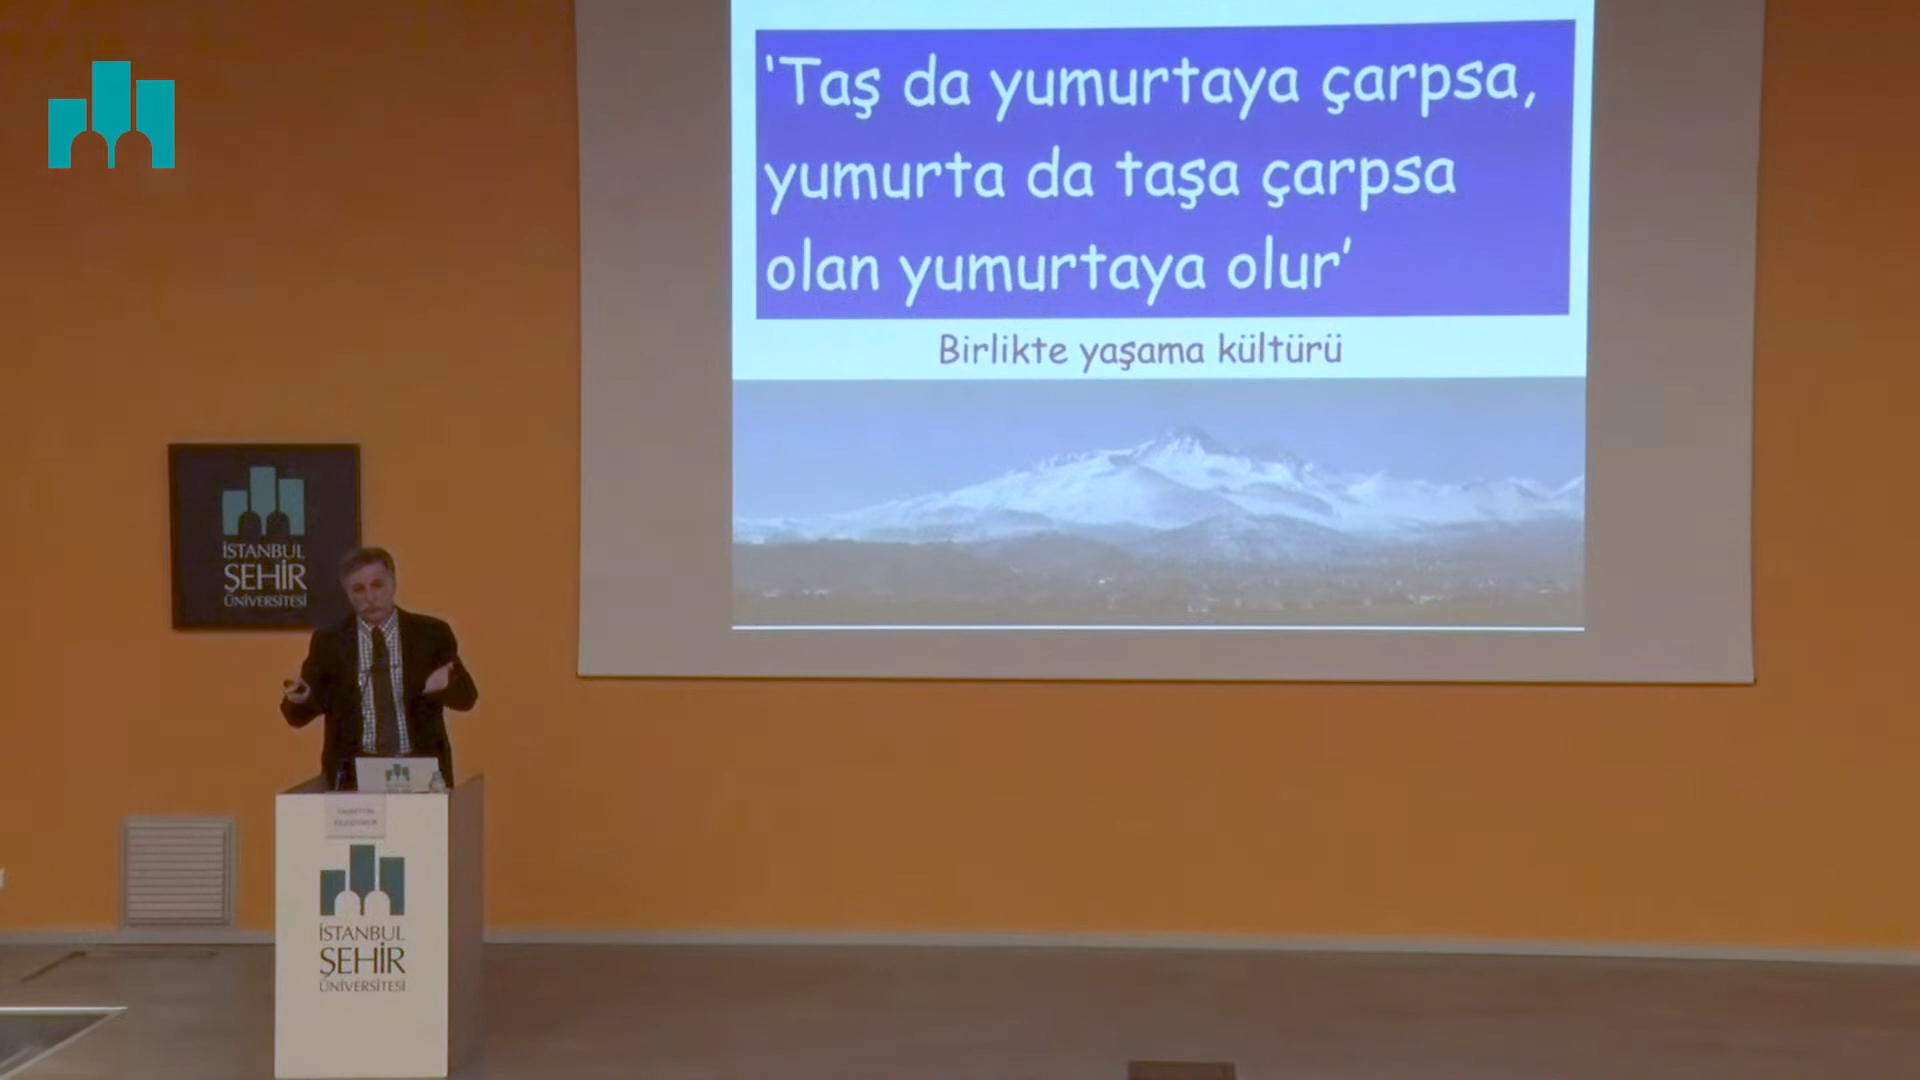 ‘Taş da yumurtaya çarpsa,
yumurta da taşa çarpsa
olan yumurtaya olur’
Birlikte yaşama kültürü
İSTANBUL
ŞEHİR
ÜNİVERSİTESİ
İSTANBUL
ŞEHİR
ÜNİVERSİTESİ